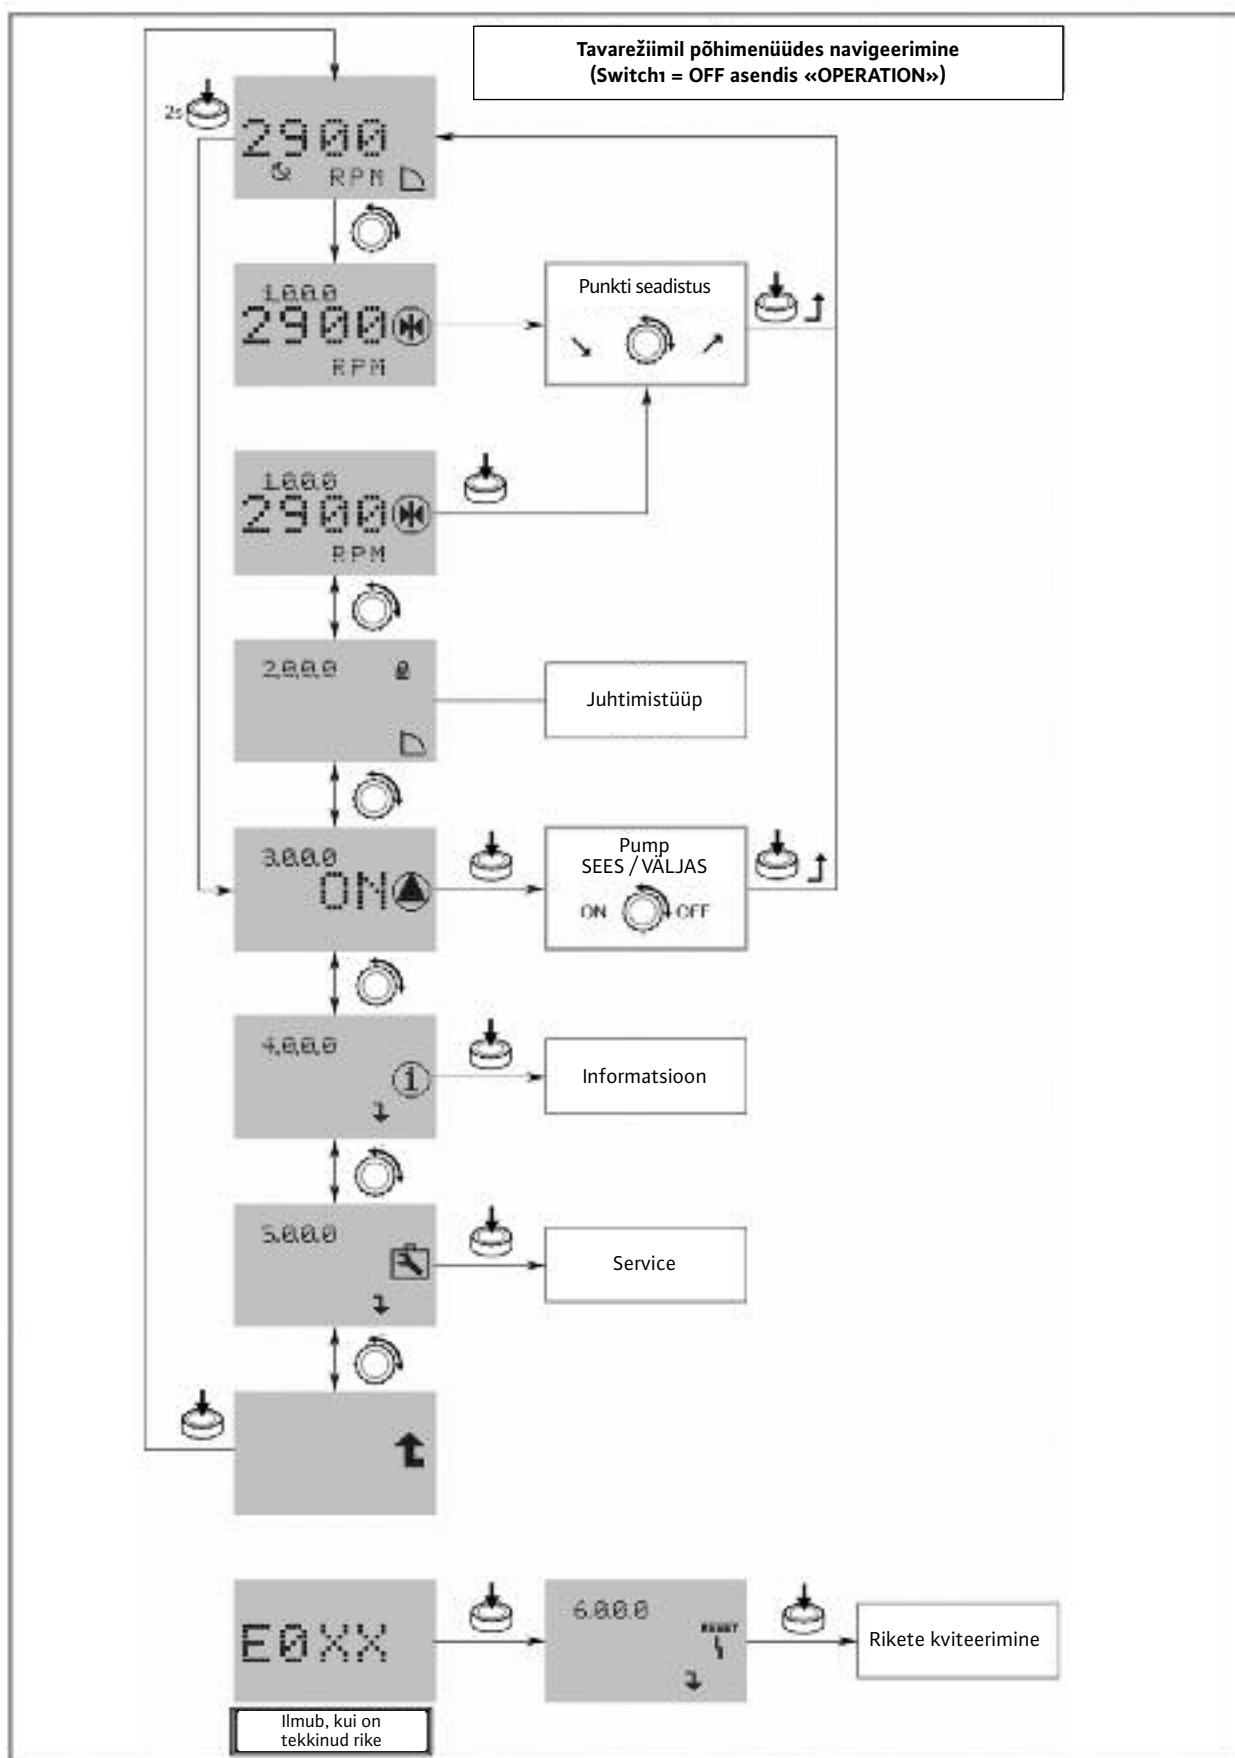 Tavarežiimil põhimenüüdes navigeerimine
(Switch1 = OFF asendis «OPERATION»)
2s
2900
RPM
1.0.0.0
2900
RPM
Punkti seadistus
1.0.0.0
2900
RPM
2.0.0.0
Juhtimistüüp
3.0.0.0
ON
Pump
SEES / VÄLJAS
ON OFF
4.0.0.0
i
Informatsioon
5.0.0.0
Service
E0XX
6.0.0.0
RESET
Rikete kviteerimine
Ilmub, kui on
tekkinud rike